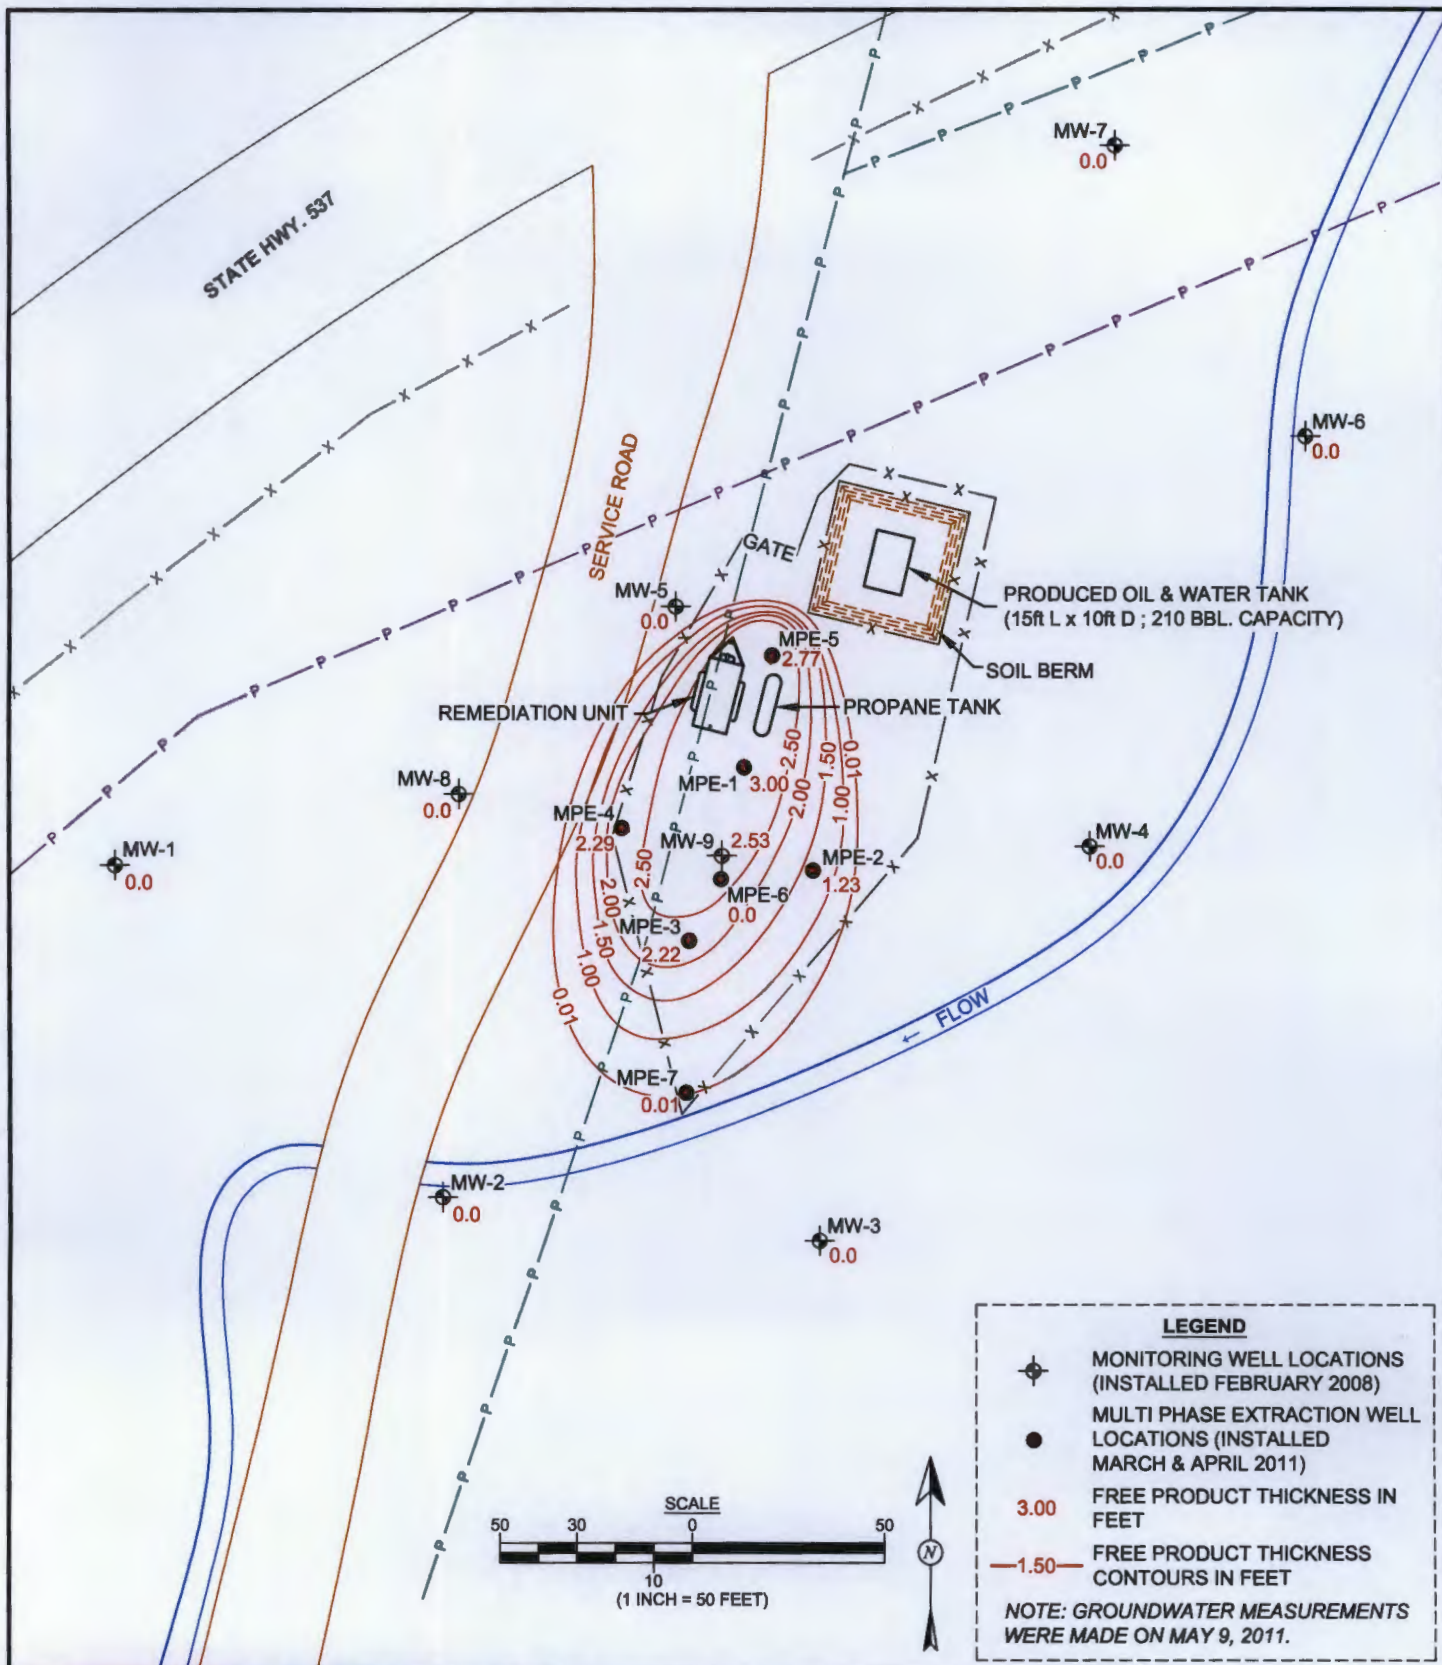 MW-7
0.0
STATE HWY. 537
MW-6
0.0
SERVICE ROAD
GATE
MW-5
0.0
PRODUCED OIL & WATER TANK
(15ft L x 10ft D ; 210 BBL. CAPACITY)
MPE-5
2.77
SOIL BERM
REMEDIATION UNIT
PROPANE TANK
MW-8
0.0
MPE-1
3.00
2.50
2.00
1.50
1.00
0.01
MPE-4
2.29
MW-1
0.0
MW-9
2.53
MPE-2
1.23
MW-4
0.0
MPE-6
0.0
MPE-3
2.22
2.50
2.00
1.50
1.00
0.01
← FLOW
MPE-7
0.01
MW-2
0.0
MW-3
0.0
SCALE
50 30 0 50
10
(1 INCH = 50 FEET)
N
LEGEND
MONITORING WELL LOCATIONS
(INSTALLED FEBRUARY 2008)
MULTI PHASE EXTRACTION WELL
LOCATIONS (INSTALLED
MARCH & APRIL 2011)
3.00 FREE PRODUCT THICKNESS IN
FEET
1.50 FREE PRODUCT THICKNESS
CONTOURS IN FEET
NOTE: GROUNDWATER MEASUREMENTS
WERE MADE ON MAY 9, 2011.